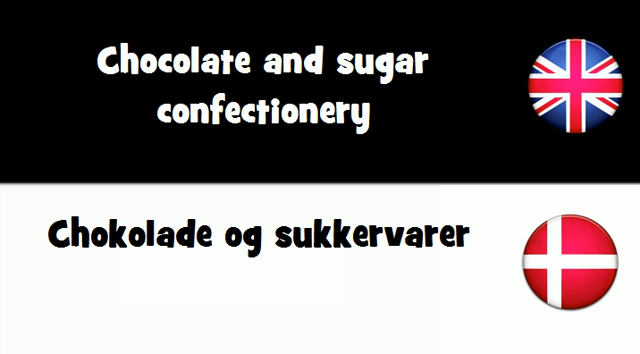 Chocolate and sugar
confectionery
Chokolade og sukkervarer